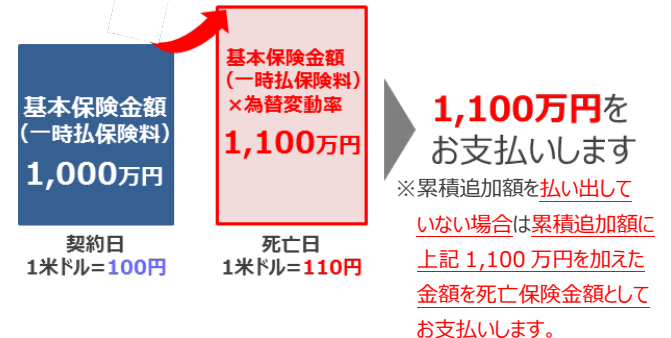 基本保険金額
（一時払保険料）
1,000万円
契約日
1米ドル=100円
基本保険金額
（一時払保険料）
×為替変動率
1,100万円
死亡日
1米ドル=110円
1,100万円を
お支払いします
※累積追加額を払い出して
いない場合は累積追加額に
上記 1,100 万円を加えた
金額を死亡保険金額として
お支払いします。